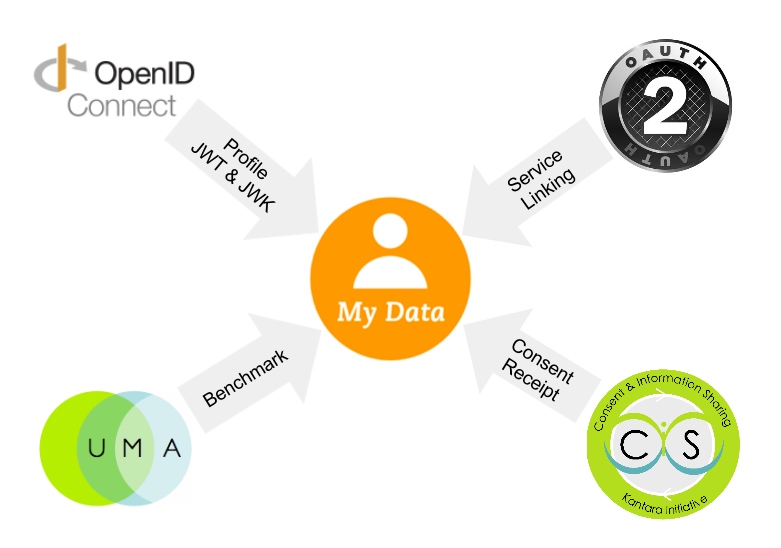 OpenID
Connect
OAUTH
2
OAUTH
Profile
JWT & JWK
Service
Linking
My Data
Benchmark
Consent
Receipt
UMA
Consent & Information Sharing
CIS
Kantara Initiative